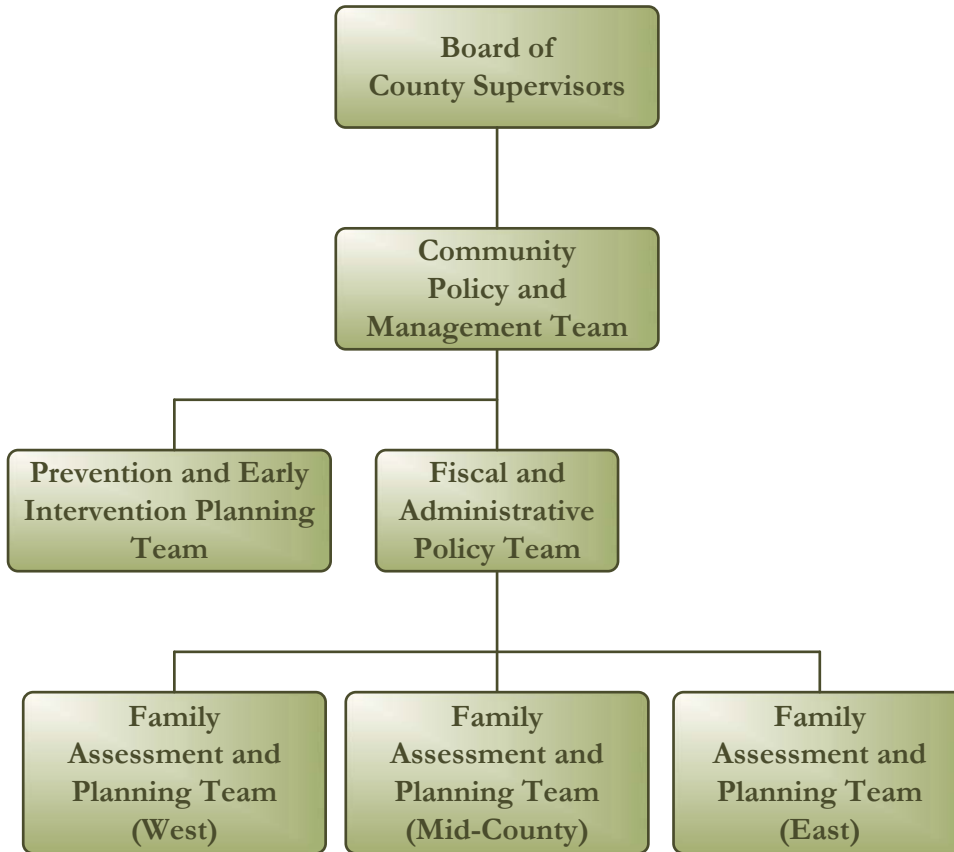 Board of
County Supervisors
Community
Policy and
Management Team
Prevention and Early
Intervention Planning
Team
Fiscal and
Administrative
Policy Team
Family
Assessment and
Planning Team
(West)
Family
Assessment and
Planning Team
(Mid-County)
Family
Assessment and
Planning Team
(East)